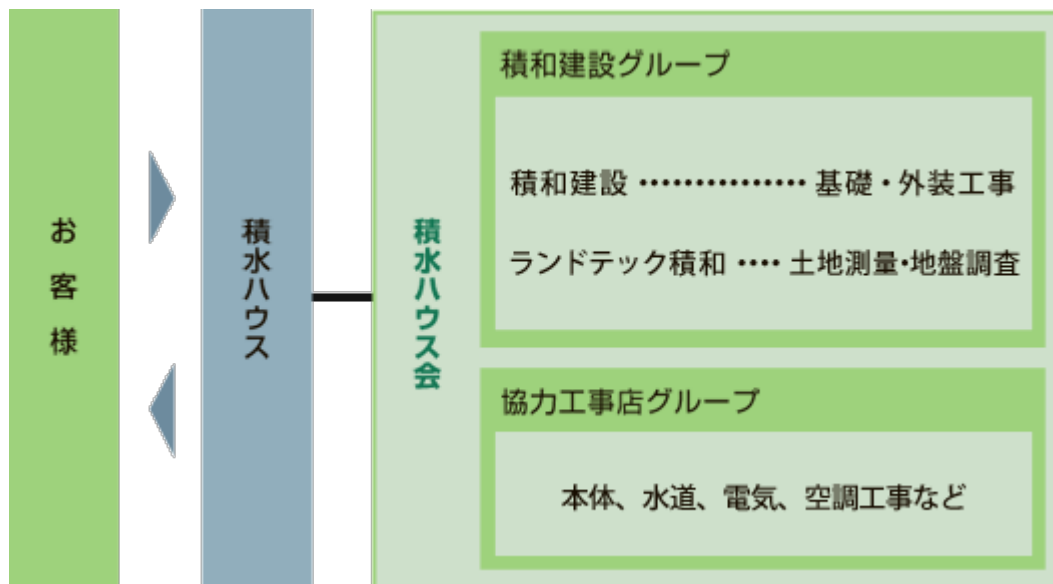 お客様
積水ハウス
積水ハウス会
積和建設グループ
積和建設 ･･････････････ 基礎・外装工事
ランドテック積和 ････ 土地測量・地盤調査
協力工事店グループ
本体、水道、電気、空調工事など